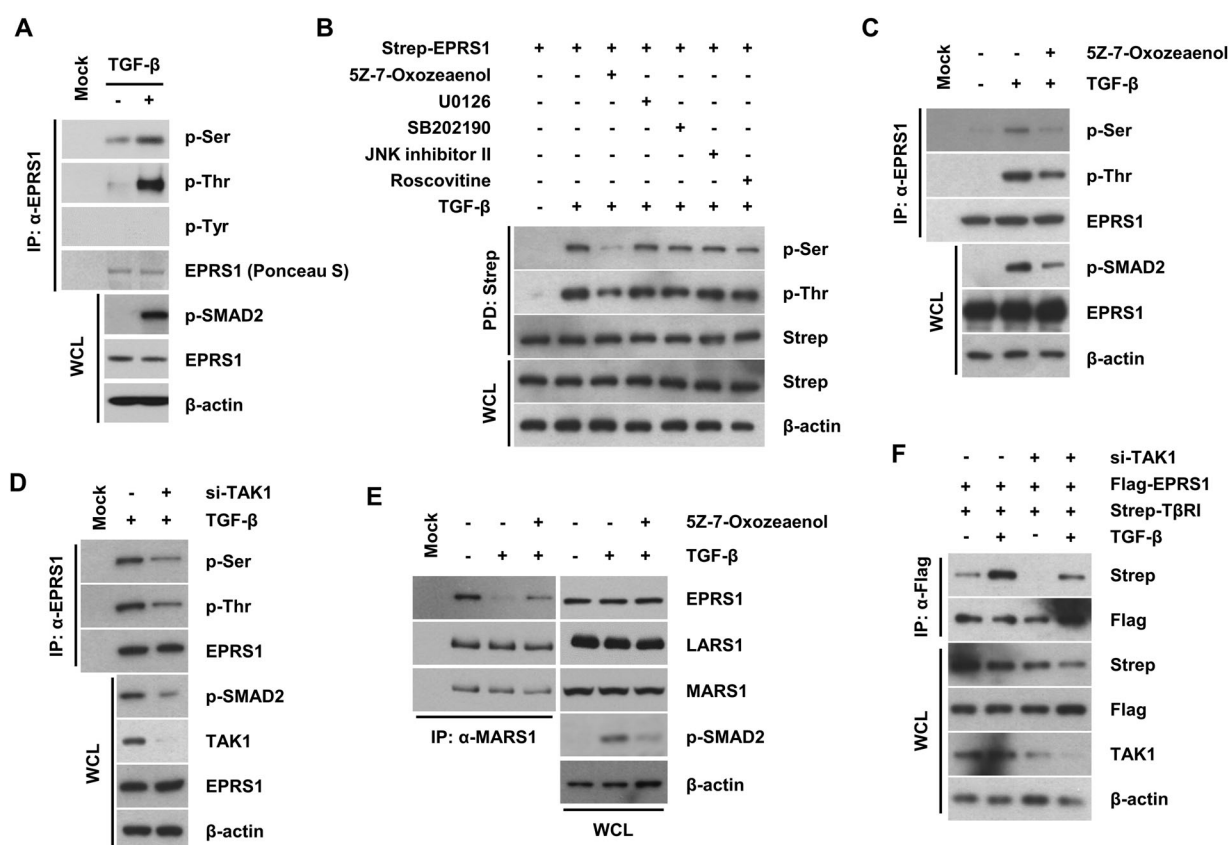 A
Mock
TGF-β
- +
IP: α-EPRS1
p-Ser
p-Thr
p-Tyr
EPRS1 (Ponceau S)
WCL
p-SMAD2
EPRS1
β-actin
B
Strep-EPRS1 + + + + + + +
5Z-7-Oxozeaenol - - + - - - -
U0126 - - - + - - -
SB202190 - - - - + - -
JNK inhibitor II - - - - - + -
Roscovitine - - - - - - +
TGF-β - + + + + + +
PD: Strep
p-Ser
p-Thr
Strep
WCL
Strep
β-actin
C
Mock
- - + 5Z-7-Oxozeaenol
- + + TGF-β
IP: α-EPRS1
p-Ser
p-Thr
EPRS1
WCL
p-SMAD2
EPRS1
β-actin
D
Mock
- + si-TAK1
+ + TGF-β
IP: α-EPRS1
p-Ser
p-Thr
EPRS1
WCL
p-SMAD2
TAK1
EPRS1
β-actin
E
Mock
- - + - - + 5Z-7-Oxozeaenol
- + + - + + TGF-β
EPRS1
LARS1
MARS1
IP: α-MARS1
p-SMAD2
β-actin
WCL
F
- - + + si-TAK1
+ + + + Flag-EPRS1
+ + + + Strep-TβRI
- + - + TGF-β
IP: α-Flag
Strep
Flag
WCL
Strep
Flag
TAK1
β-actin